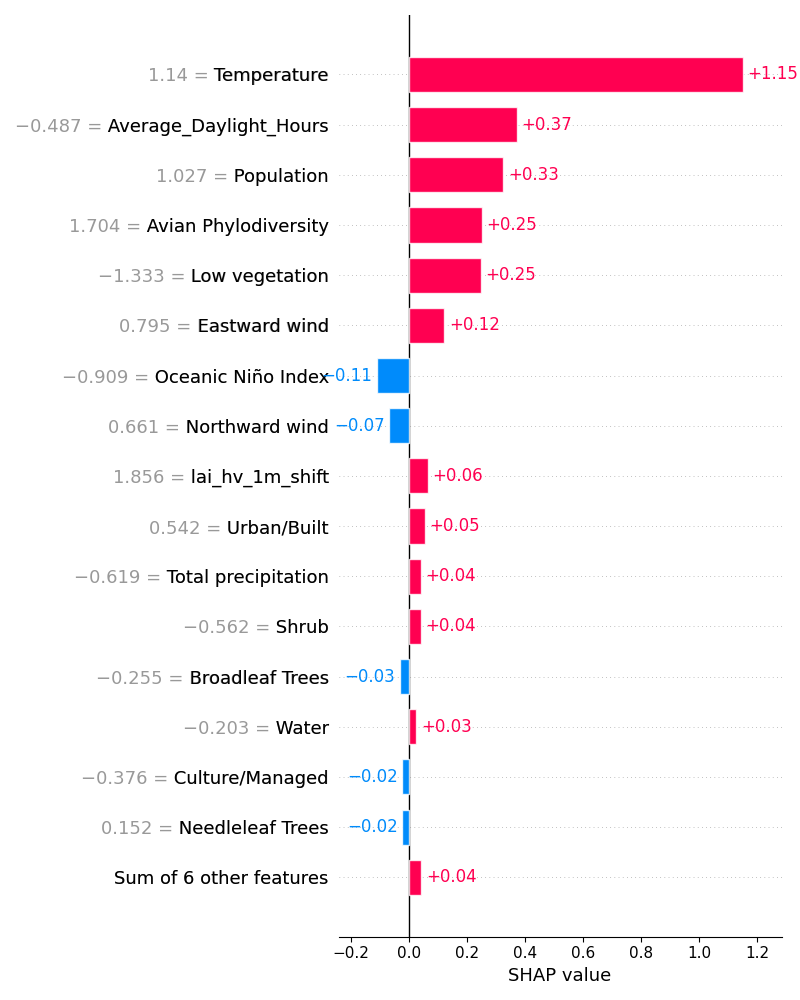 1.14 = Temperature +1.15
−0.487 = Average_Daylight_Hours +0.37
1.027 = Population +0.33
1.704 = Avian Phylodiversity +0.25
−1.333 = Low vegetation +0.25
0.795 = Eastward wind +0.12
−0.909 = Oceanic Niño Index −0.11
0.661 = Northward wind −0.07
1.856 = lai_hv_1m_shift +0.06
0.542 = Urban/Built +0.05
−0.619 = Total precipitation +0.04
−0.562 = Shrub +0.04
−0.255 = Broadleaf Trees −0.03
−0.203 = Water +0.03
−0.376 = Culture/Managed −0.02
0.152 = Needleleaf Trees −0.02
Sum of 6 other features +0.04
−0.2 0.0 0.2 0.4 0.6 0.8 1.0 1.2
SHAP value